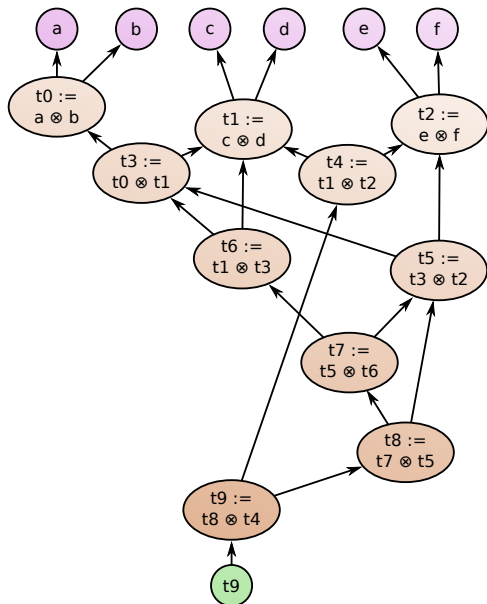 a
b
c
d
e
f
t0 :=
a ⊗ b
t1 :=
c ⊗ d
t2 :=
e ⊗ f
t3 :=
t0 ⊗ t1
t4 :=
t1 ⊗ t2
t6 :=
t1 ⊗ t3
t5 :=
t3 ⊗ t2
t7 :=
t5 ⊗ t6
t8 :=
t7 ⊗ t5
t9 :=
t8 ⊗ t4
t9